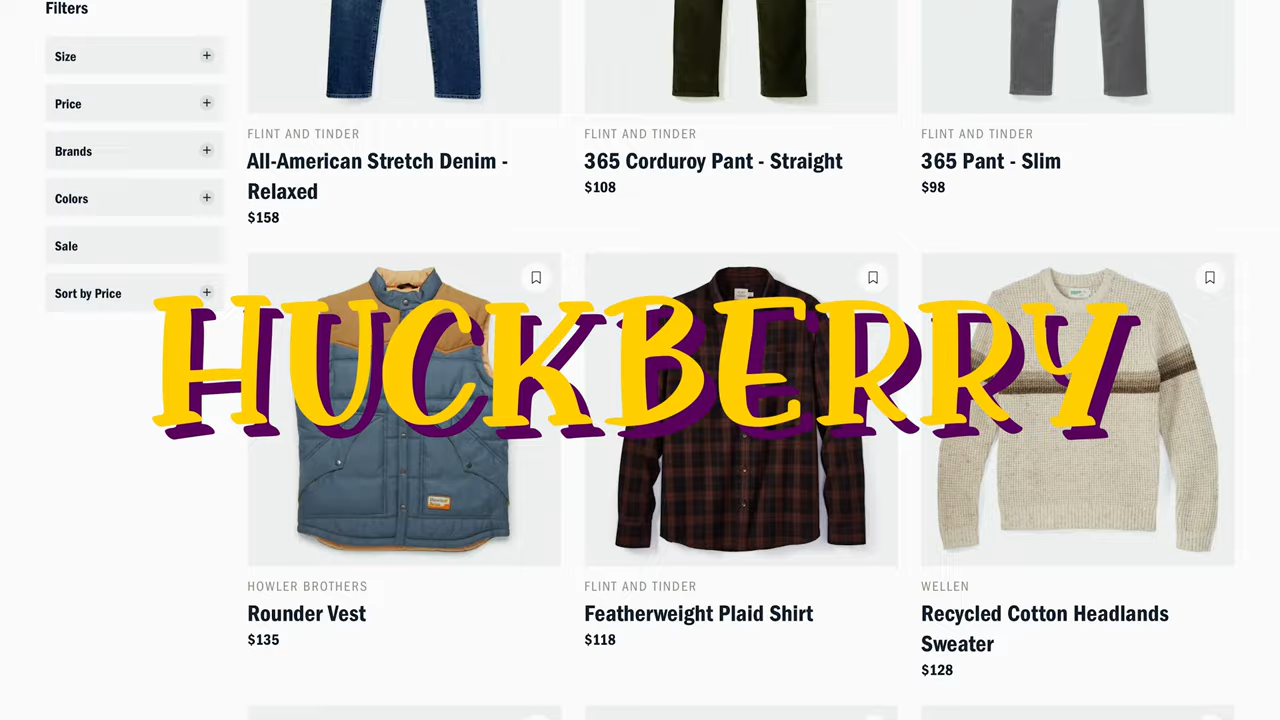 Filters
Size
Price
Brands
Colors
Sale
Sort by Price
FLINT AND TINDER
All-American Stretch Denim -
Relaxed
$158
FLINT AND TINDER
365 Corduroy Pant - Straight
$108
FLINT AND TINDER
365 Pant - Slim
$98
HUCKBERRY
HOWLER BROTHERS
Rounder Vest
$135
FLINT AND TINDER
Featherweight Plaid Shirt
$118
WELLEN
Recycled Cotton Headlands
Sweater
$128